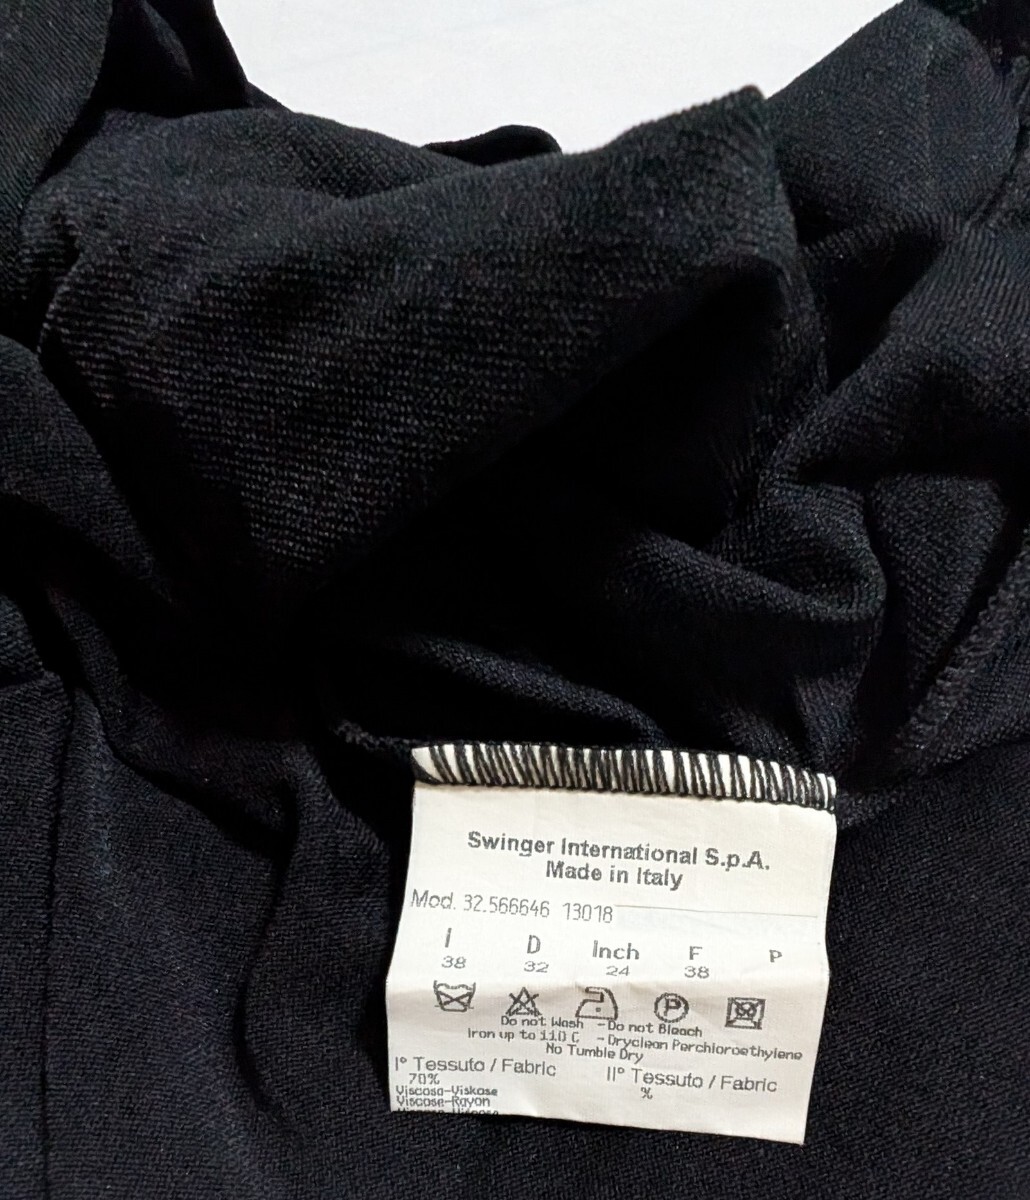 Swinger International S.p.A.
Made in Italy
Mod. 32.566646 13018
I D Inch F P
38 32 24 38
P
Do not Wash - Do not Bleach
Iron up to 110 C - Dryclean Perchloroethylene
No Tumble Dry
I° Tessuto / Fabric II° Tessuto / Fabric
70% %
Viscosa-Viskose
Viscose-Rayon